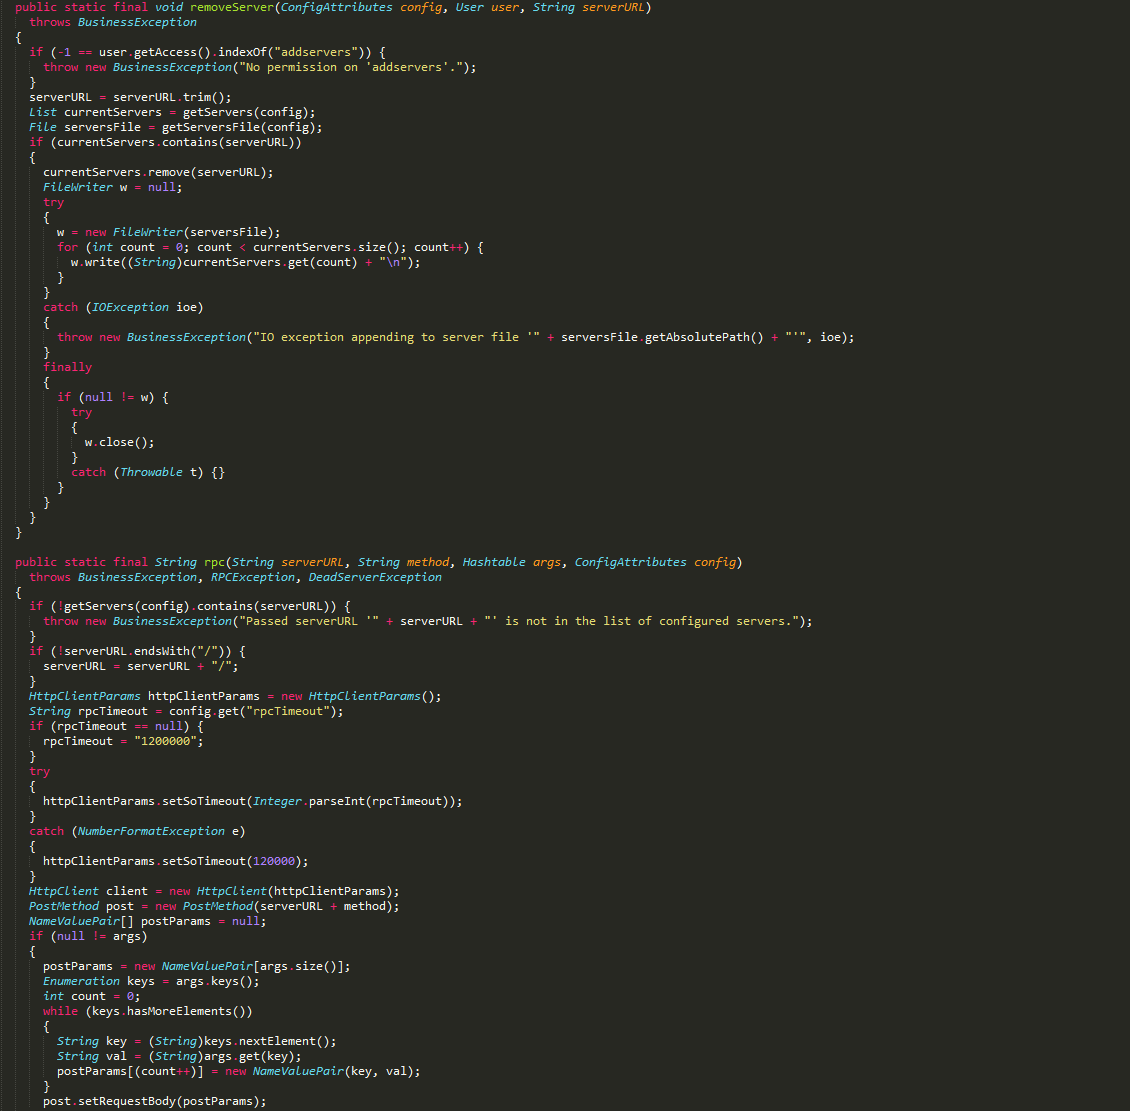 public static final void removeServer(ConfigAttributes config, User user, String serverURL)
  throws BusinessException
{
  if (-1 == user.getAccess().indexOf("addservers")) {
    throw new BusinessException("No permission on 'addservers'.");
  }
  serverURL = serverURL.trim();
  List currentServers = getServers(config);
  File serversFile = getServersFile(config);
  if (currentServers.contains(serverURL))
  {
    currentServers.remove(serverURL);
    FileWriter w = null;
    try
    {
      w = new FileWriter(serversFile);
      for (int count = 0; count < currentServers.size(); count++) {
        w.write((String)currentServers.get(count) + "\n");
      }
    }
    catch (IOException ioe)
    {
      throw new BusinessException("IO exception appending to server file '" + serversFile.getAbsolutePath() + "'", ioe);
    }
    finally
    {
      if (null != w) {
        try
        {
          w.close();
        }
        catch (Throwable t) {}
      }
    }
  }
}
public static final String rpc(String serverURL, String method, Hashtable args, ConfigAttributes config)
  throws BusinessException, RPCException, DeadServerException
{
  if (!getServers(config).contains(serverURL)) {
    throw new BusinessException("Passed serverURL '" + serverURL + "' is not in the list of configured servers.");
  }
  if (!serverURL.endsWith("/")) {
    serverURL = serverURL + "/";
  }
  HttpClientParams httpClientParams = new HttpClientParams();
  String rpcTimeout = config.get("rpcTimeout");
  if (rpcTimeout == null) {
    rpcTimeout = "1200000";
  }
  try
  {
    httpClientParams.setSoTimeout(Integer.parseInt(rpcTimeout));
  }
  catch (NumberFormatException e)
  {
    httpClientParams.setSoTimeout(120000);
  }
  HttpClient client = new HttpClient(httpClientParams);
  PostMethod post = new PostMethod(serverURL + method);
  NameValuePair[] postParams = null;
  if (null != args)
  {
    postParams = new NameValuePair[args.size()];
    Enumeration keys = args.keys();
    int count = 0;
    while (keys.hasMoreElements())
    {
      String key = (String)keys.nextElement();
      String val = (String)args.get(key);
      postParams[(count++)] = new NameValuePair(key, val);
    }
    post.setRequestBody(postParams);